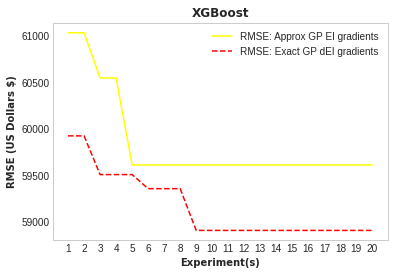 XGBoost
RMSE: Approx GP EI gradients
RMSE: Exact GP dEI gradients
RMSE (US Dollars $)
61000
60500
60000
59500
59000
1 2 3 4 5 6 7 8 9 10 11 12 13 14 15 16 17 18 19 20
Experiment(s)